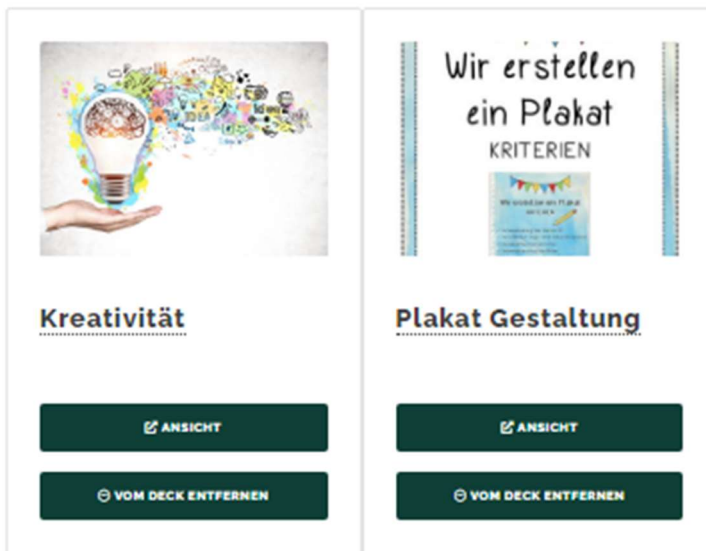 Wir erstellen
ein Plakat
KRITERIEN
Kreativität
Plakat Gestaltung
ANSICHT
ANSICHT
VOM DECK ENTFERNEN
VOM DECK ENTFERNEN